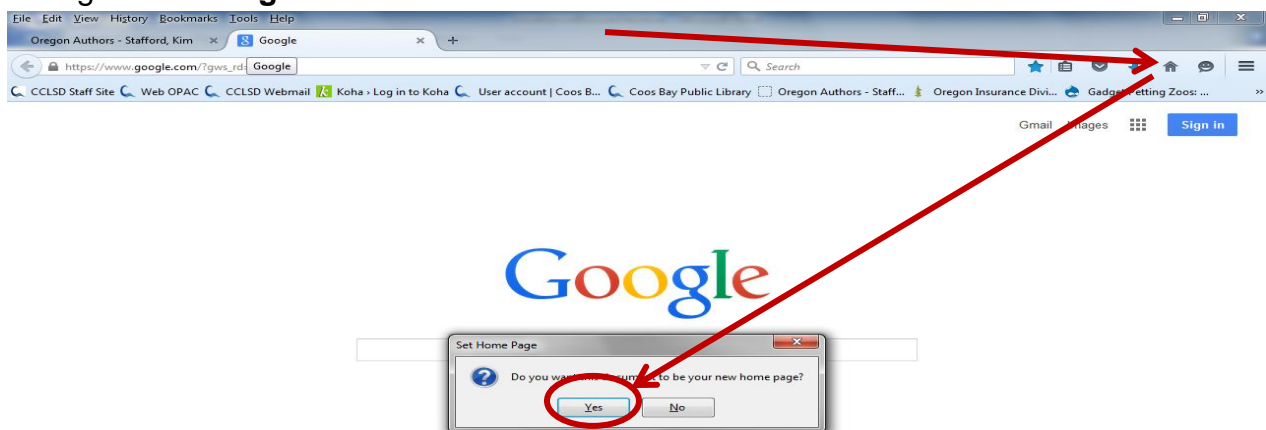 File Edit View History Bookmarks Tools Help
Oregon Authors - Stafford, Kim × Google × +
https://www.google.com/?gws_rd Google Search
CCLSD Staff Site Web OPAC CCLSD Webmail Koha › Log in to Koha User account | Coos B... Coos Bay Public Library Oregon Authors - Staff... Oregon Insurance Divi... Gadget Petting Zoos: ... »
Gmail Images Sign in
Google
Set Home Page
Do you want this document to be your new home page?
Yes No